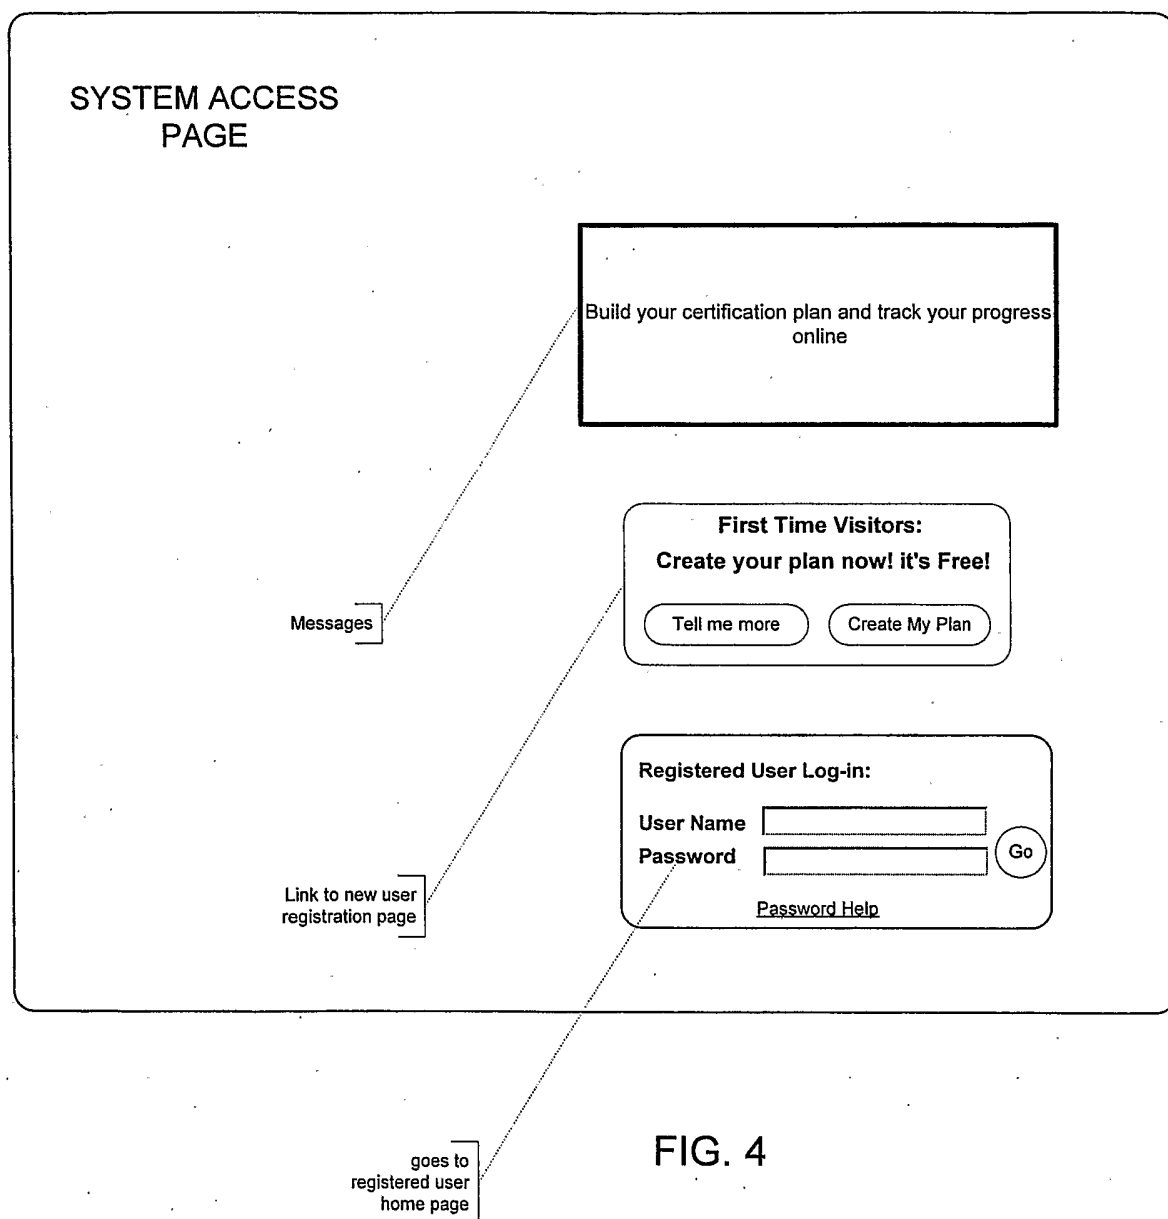 SYSTEM ACCESS
PAGE
Build your certification plan and track your progress
online
First Time Visitors:
Create your plan now! it's Free!
Messages
Tell me more
Create My Plan
Registered User Log-in:
User Name
Password
Go
Link to new user
registration page
Password Help
goes to
registered user
home page
FIG. 4